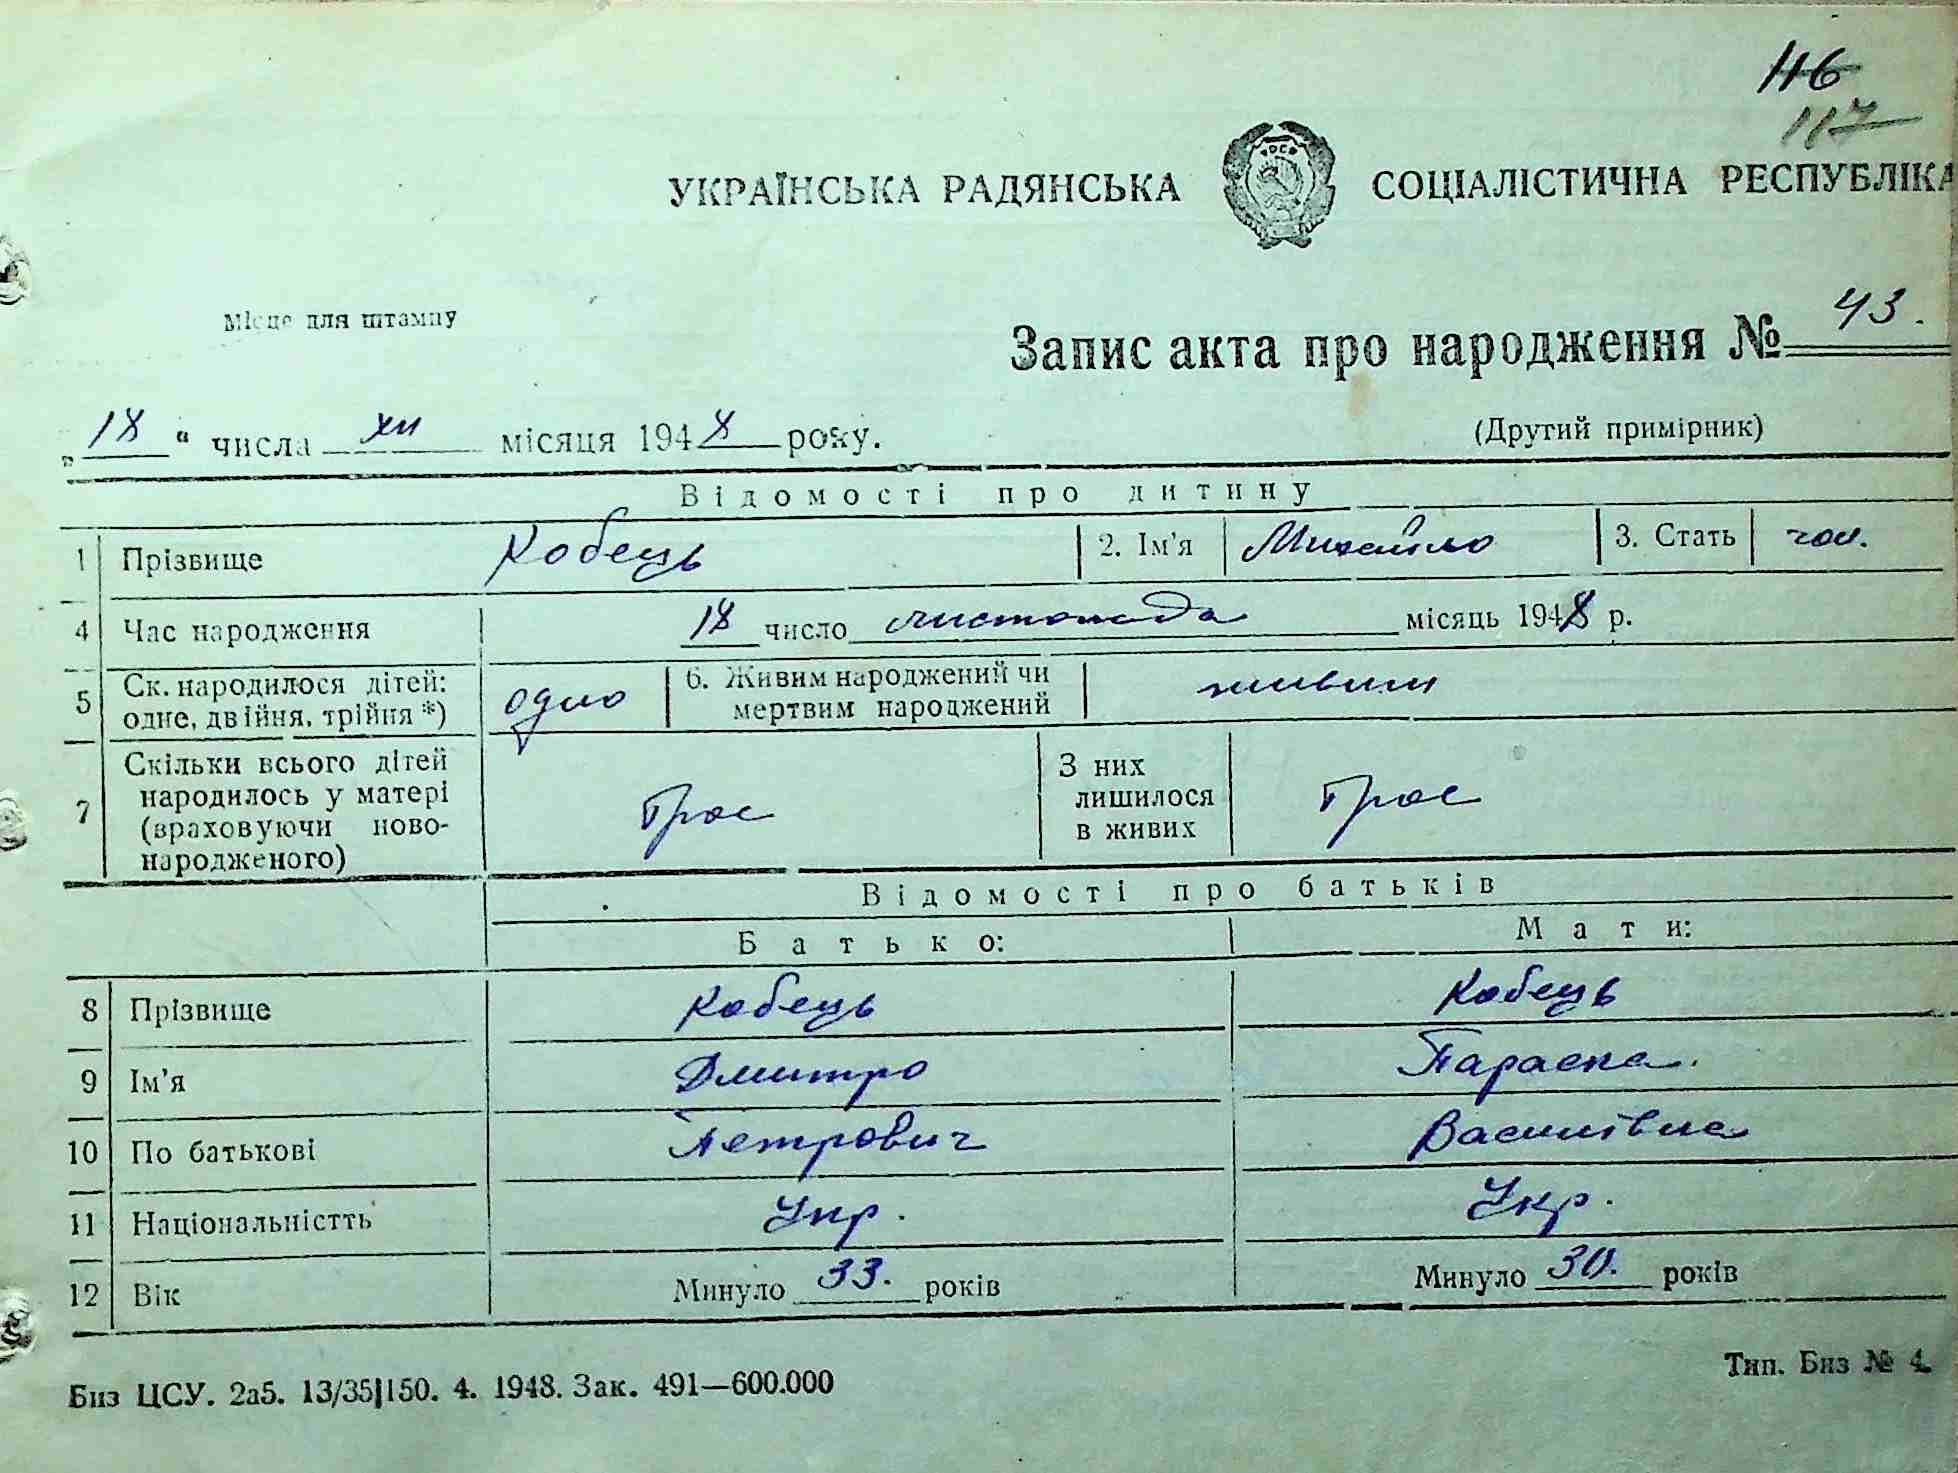 116
117
УКРАЇНСЬКА РАДЯНСЬКА СОЦІАЛІСТИЧНА РЕСПУБЛІКА
Місце для штампу
Запис акта про народження № 43.
„18“ числа XII місяця 1948 року.
(Другий примірник)
Відомості про дитину
1 Прізвище Кобець 2. Ім'я Михайло 3. Стать чол.
4 Час народження 18 число листопада місяць 1948 р.
5 Ск. народилося дітей: одне, двійня, трійня *) одно 6. Живим народжений чи мертвим народжений живим
7 Скільки всього дітей народилось у матері (враховуючи ново-народженого) Троє З них лишилося в живих Троє
Відомості про батьків
Батько: Мати:
8 Прізвище Кобець Кобець
9 Ім'я Дмитро Параска.
10 По батькові Петрович Василівна
11 Національністть Укр. Укр.
12 Вік Минуло 33. років Минуло 30. років
Биз ЦСУ. 2а5. 13/35|150. 4. 1948. Зак. 491—600.000
Тип. Биз № 4.